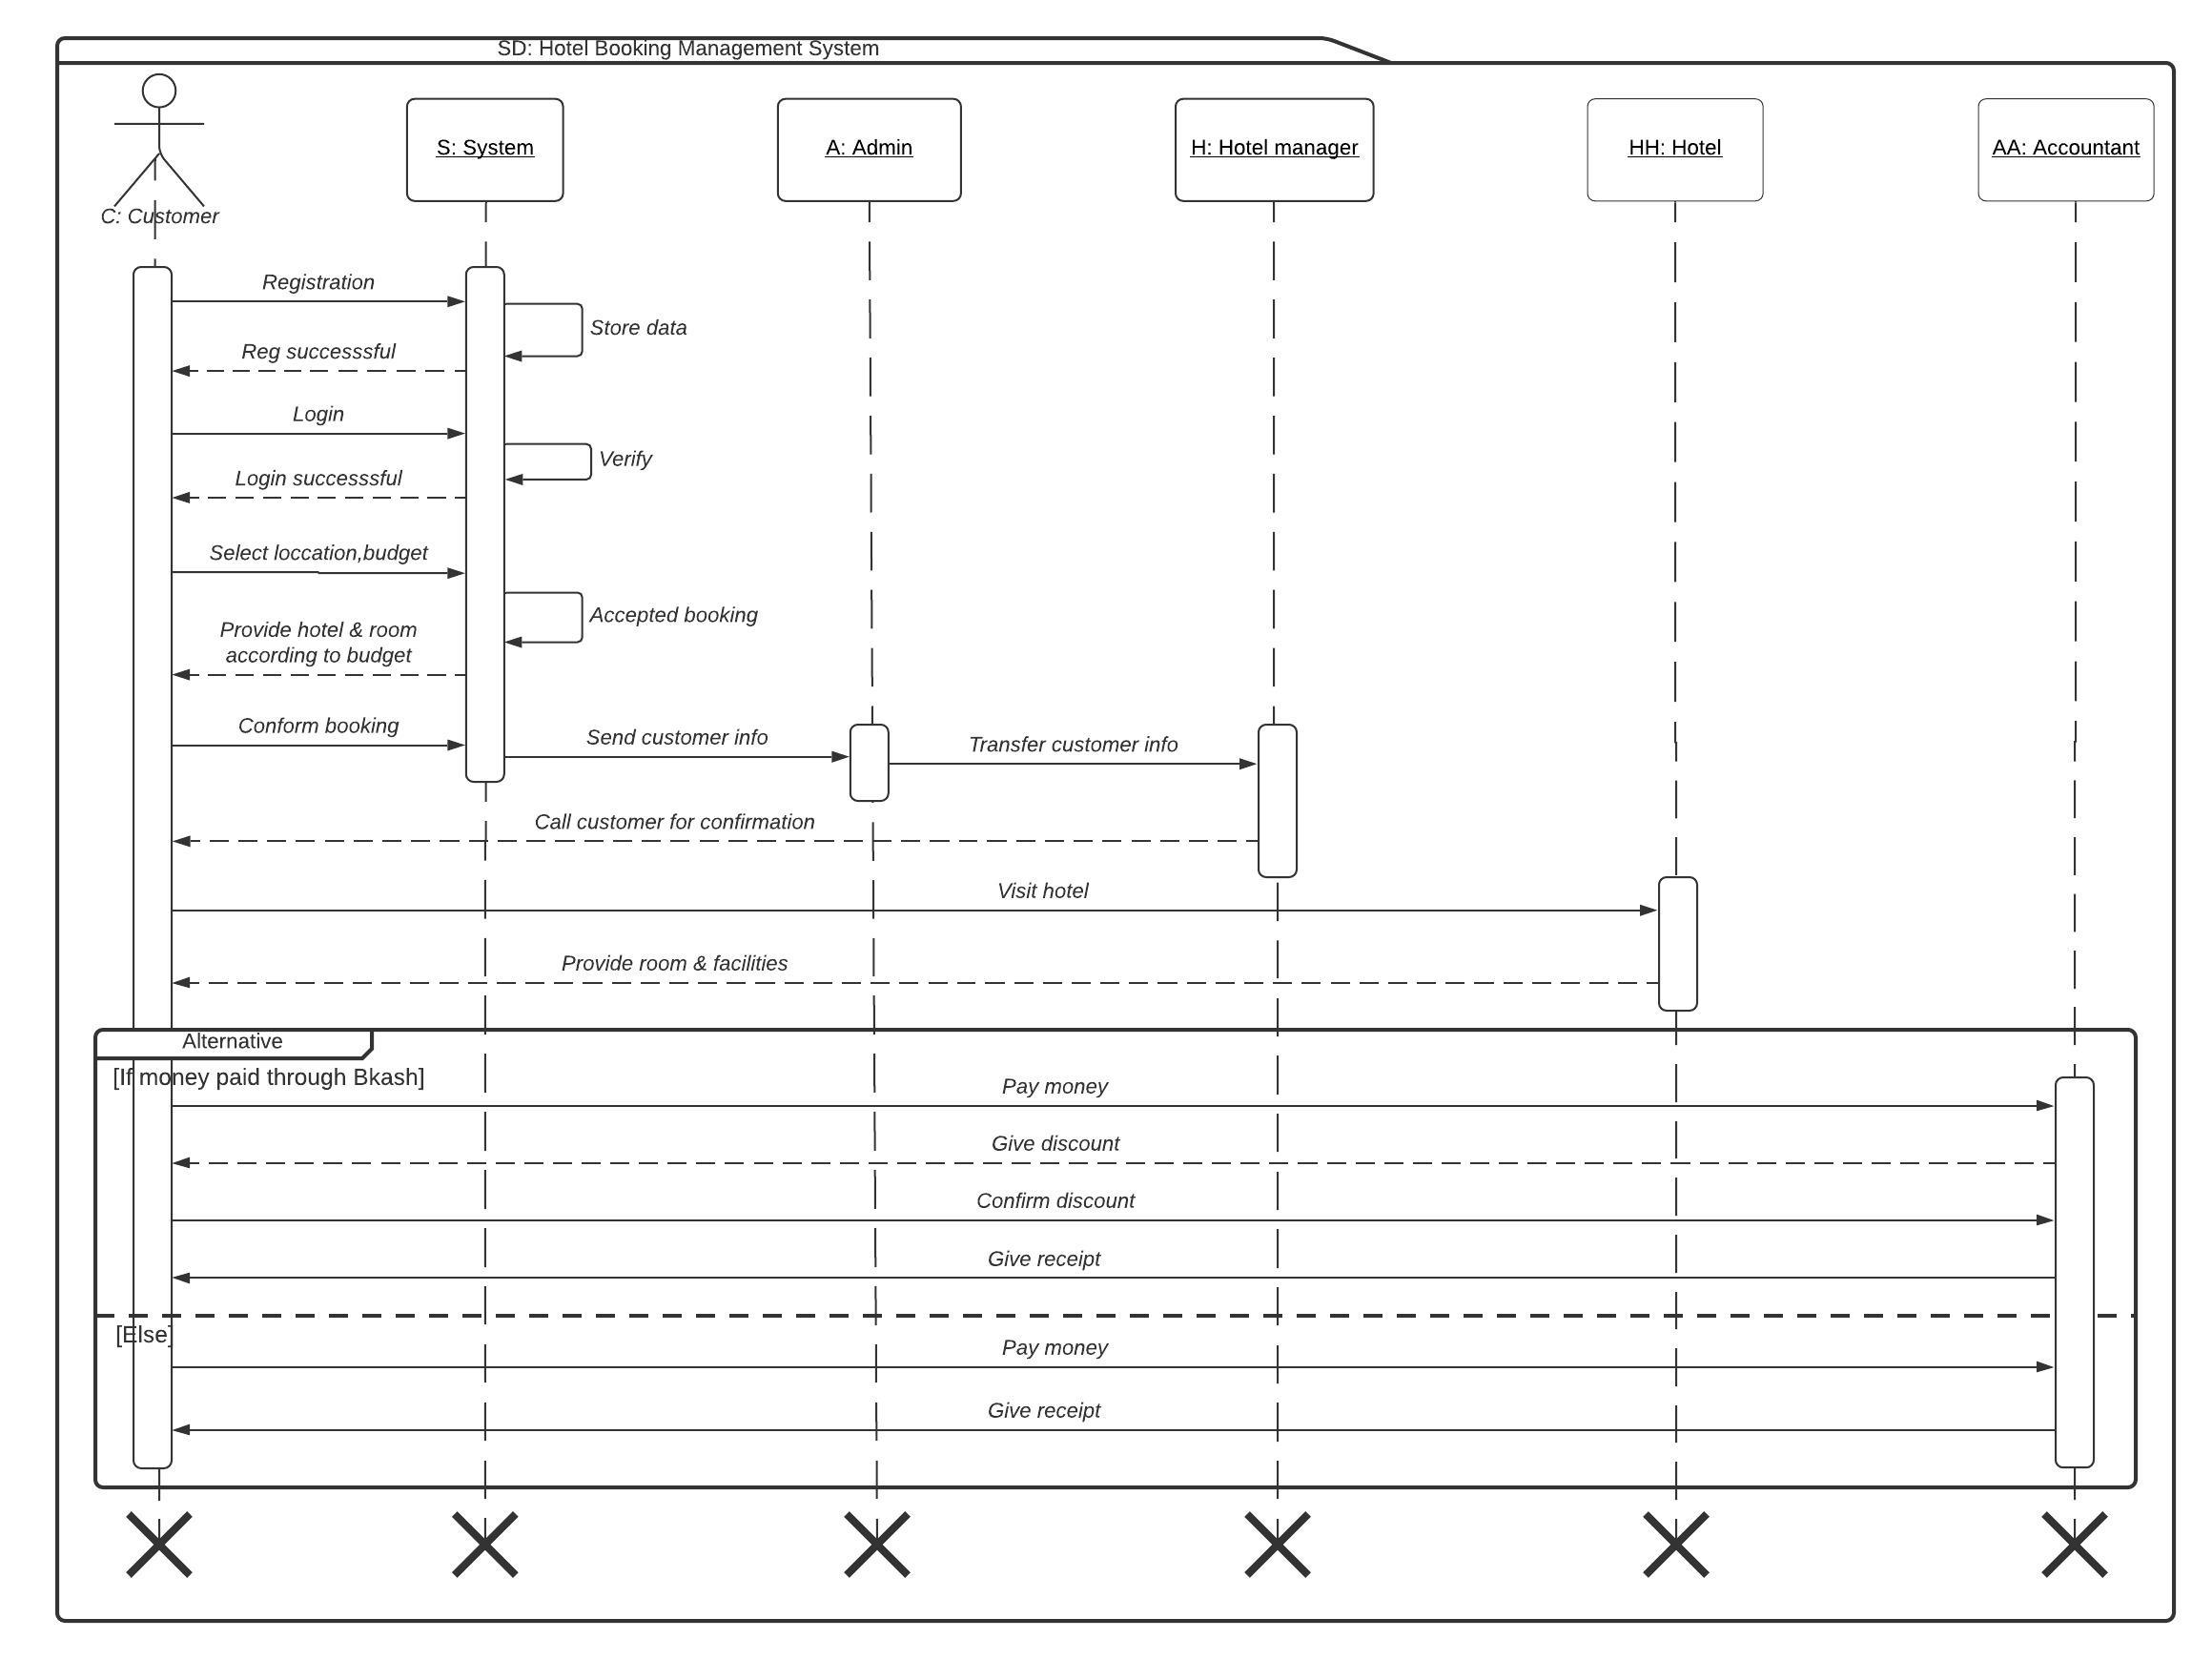 SD: Hotel Booking Management System
C: Customer
S: System
A: Admin
H: Hotel manager
HH: Hotel
AA: Accountant
Registration
Store data
Reg successsful
Login
Verify
Login successsful
Select loccation,budget
Accepted booking
Provide hotel & room
according to budget
Conform booking
Send customer info
Transfer customer info
Call customer for confirmation
Visit hotel
Provide room & facilities
Alternative
[If money paid through Bkash]
Pay money
Give discount
Confirm discount
Give receipt
[Else]
Pay money
Give receipt